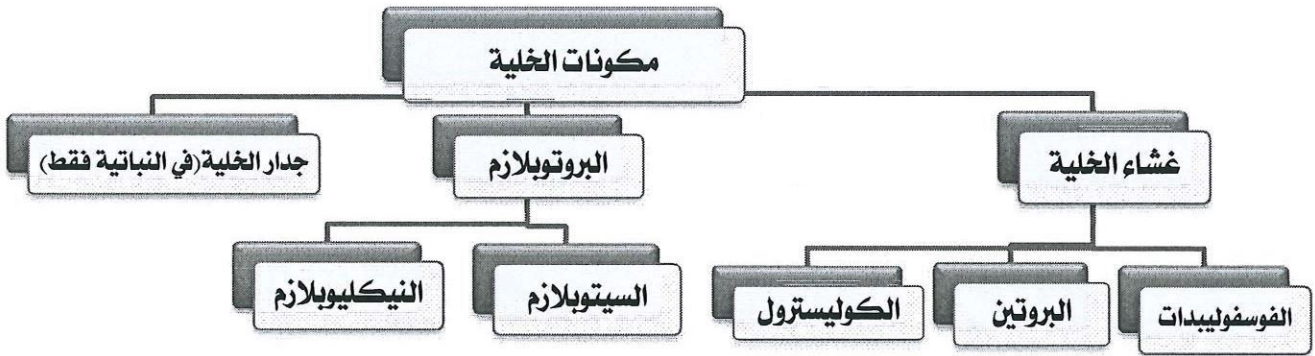 مكونات الخلية
غشاء الخلية
البروتوبلازم
جدار الخلية (في النباتية فقط)
الفوسفوليبدات
البروتين
الكوليسترول
السيتوبلازم
النيكليوبلازم